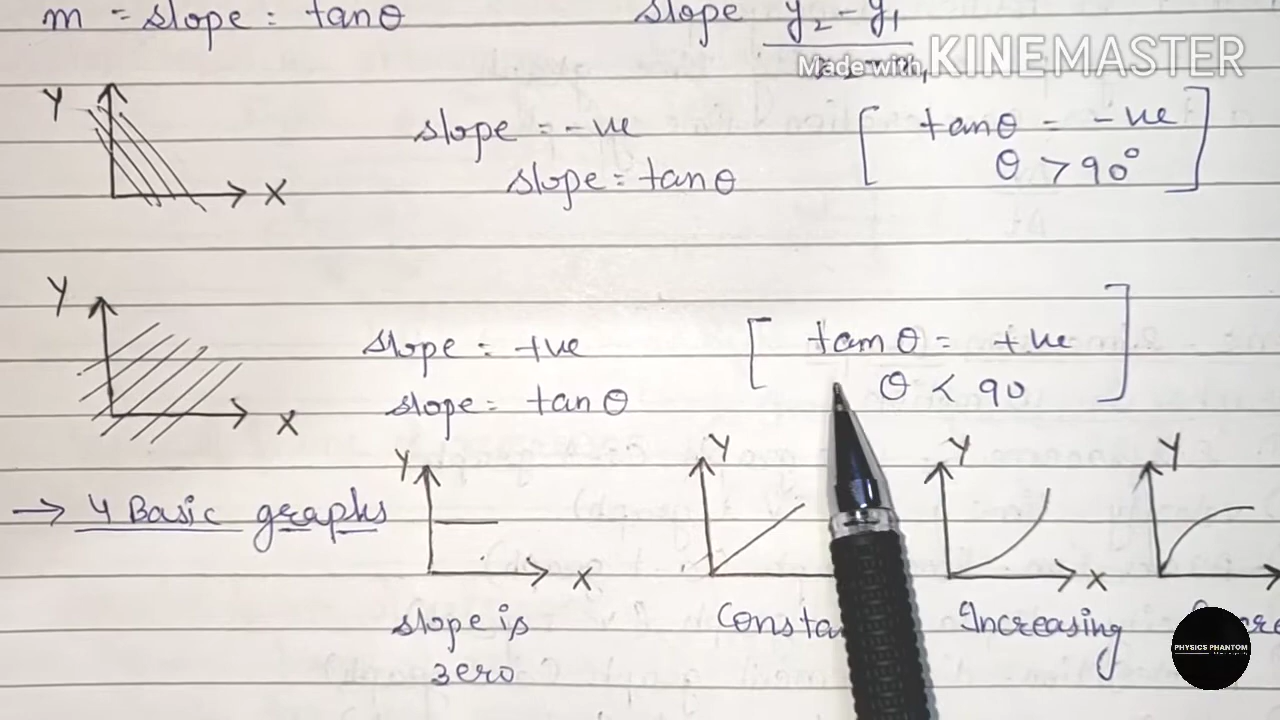 m = slope = tanθ
slope y₂ - y₁
Made with KINEMASTER
Y
X
slope = -ve
slope = tanθ
[ tanθ = -ve
θ > 90° ]
Y
X
slope = +ve
slope = tanθ
[ tanθ = +ve
θ < 90 ]
→ 4 Basic graphs
Y
X
slope is
zero
Y
Y
X
Increasing
Y
PHYSICS PHANTOM